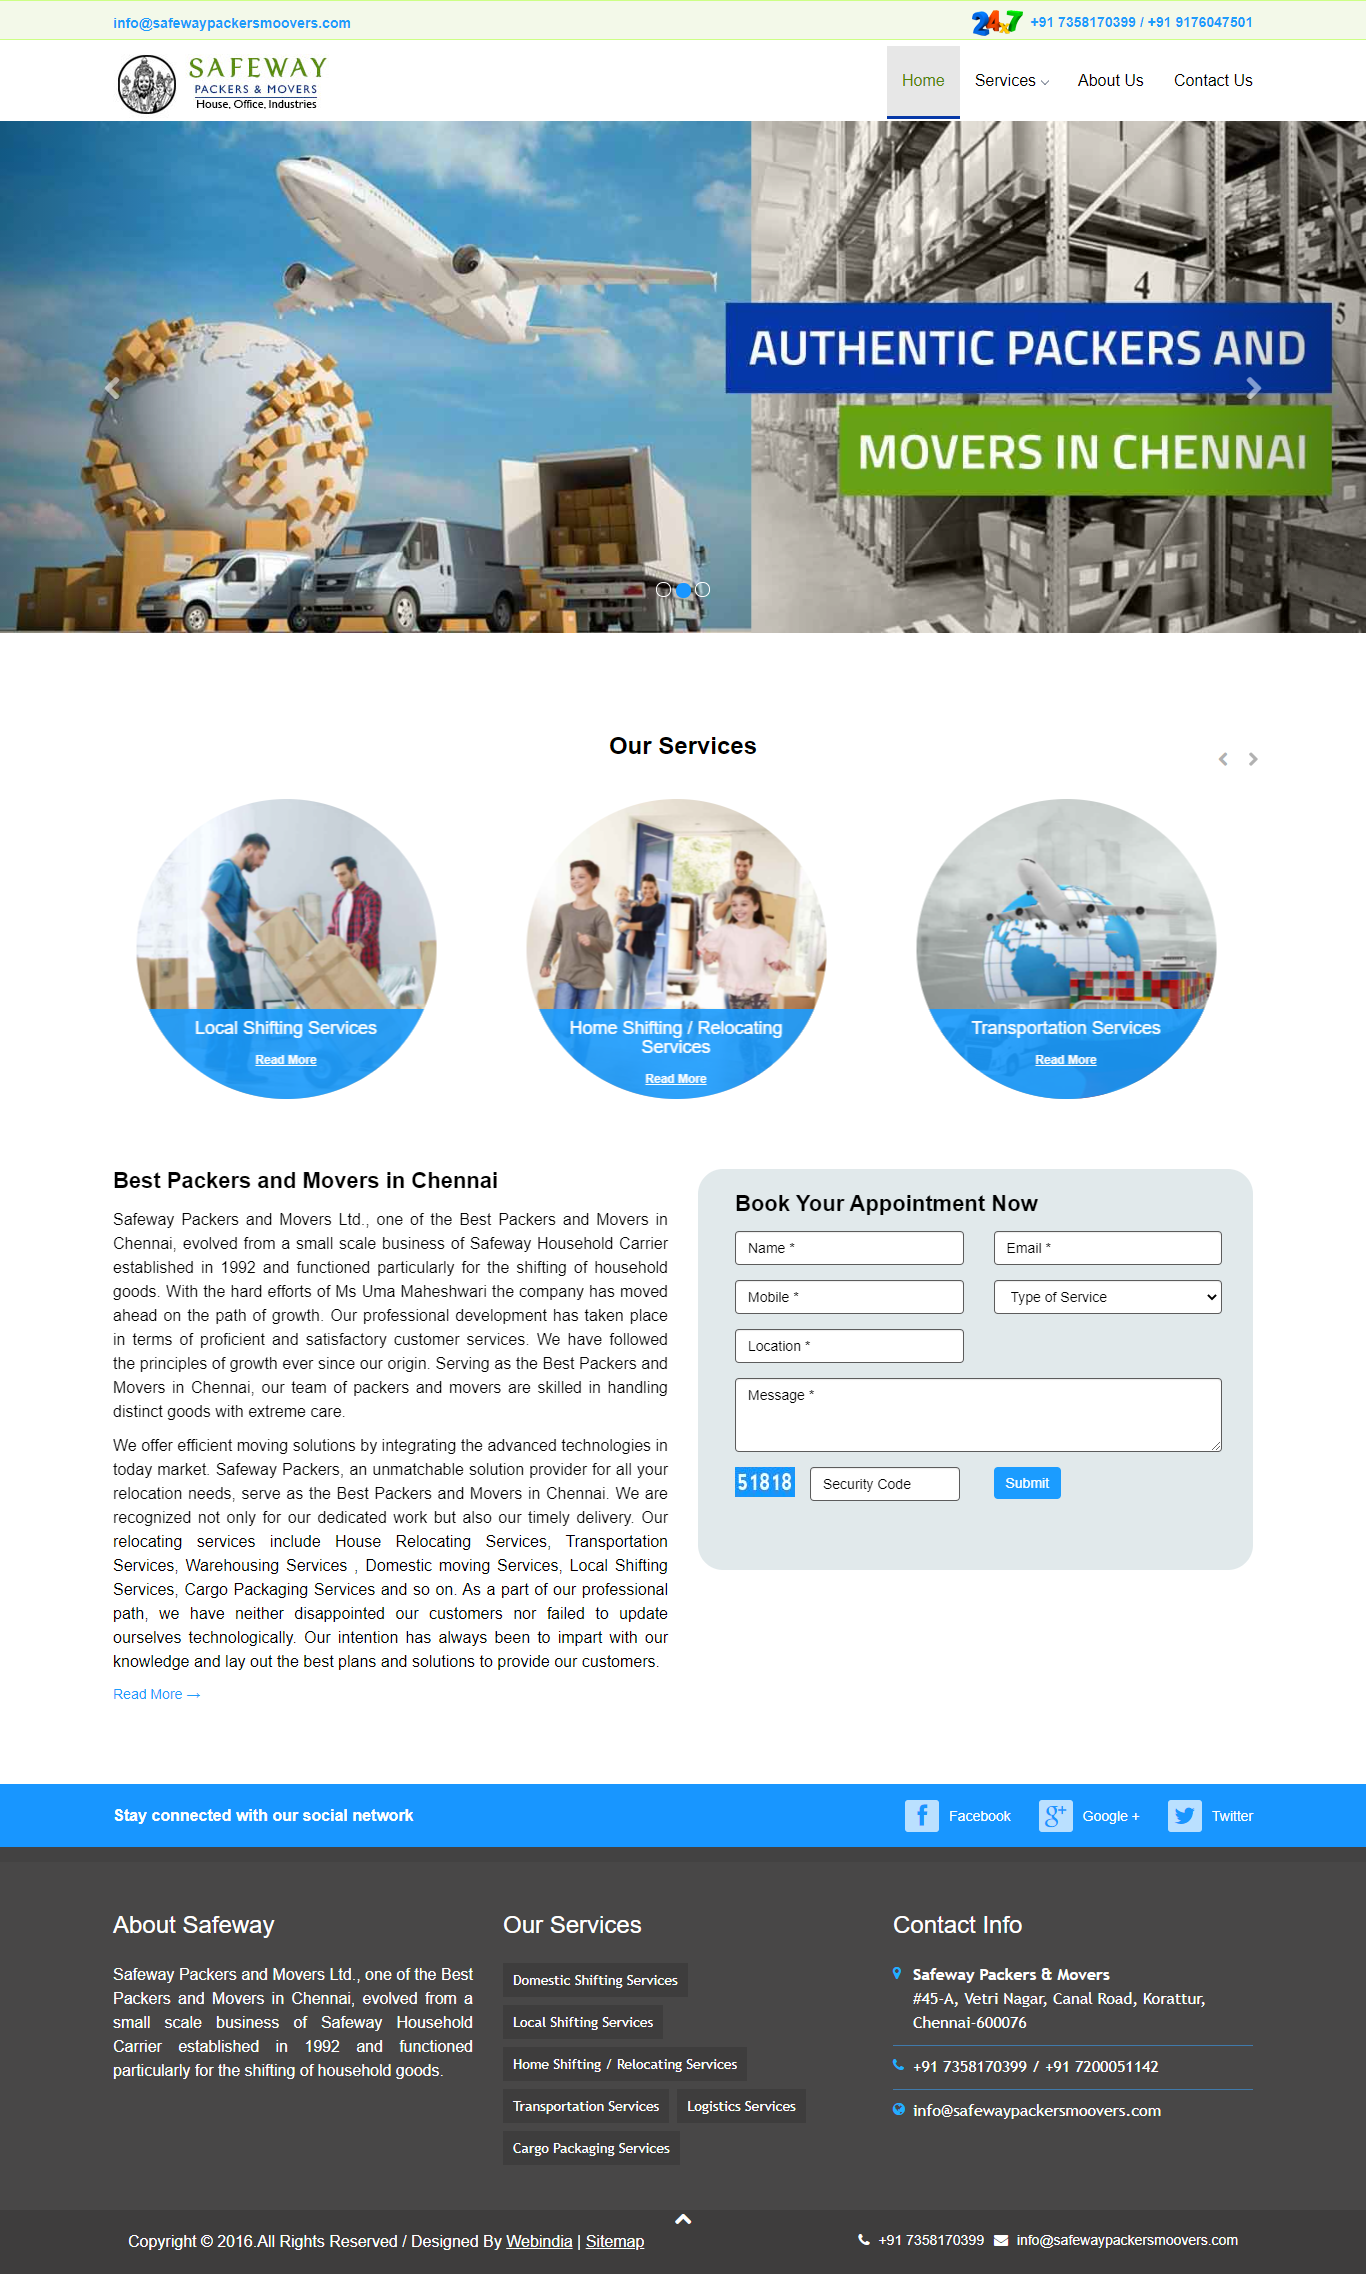 info@safewaypackersmoovers.com
24x7 +91 7358170399 / +91 9176047501
SAFEWAY
PACKERS & MOVERS
House, Office, Industries
Home Services About Us Contact Us
4
5
AUTHENTIC PACKERS AND
MOVERS IN CHENNAI
Our Services
Local Shifting Services
Read More
Home Shifting / Relocating
Services
Read More
Transportation Services
Read More
Best Packers and Movers in Chennai
Safeway Packers and Movers Ltd., one of the Best Packers and Movers in
Chennai, evolved from a small scale business of Safeway Household Carrier
established in 1992 and functioned particularly for the shifting of household
goods. With the hard efforts of Ms Uma Maheshwari the company has moved
ahead on the path of growth. Our professional development has taken place
in terms of proficient and satisfactory customer services. We have followed
the principles of growth ever since our origin. Serving as the Best Packers and
Movers in Chennai, our team of packers and movers are skilled in handling
distinct goods with extreme care.
We offer efficient moving solutions by integrating the advanced technologies in
today market. Safeway Packers, an unmatchable solution provider for all your
relocation needs, serve as the Best Packers and Movers in Chennai. We are
recognized not only for our dedicated work but also our timely delivery. Our
relocating services include House Relocating Services, Transportation
Services, Warehousing Services , Domestic moving Services, Local Shifting
Services, Cargo Packaging Services and so on. As a part of our professional
path, we have neither disappointed our customers nor failed to update
ourselves technologically. Our intention has always been to impart with our
knowledge and lay out the best plans and solutions to provide our customers.
Read More →
Book Your Appointment Now
Name * Email *
Mobile * Type of Service
Location *
Message *
51818 Security Code Submit
Stay connected with our social network
Facebook Google + Twitter
About Safeway
Safeway Packers and Movers Ltd., one of the Best
Packers and Movers in Chennai, evolved from a
small scale business of Safeway Household
Carrier established in 1992 and functioned
particularly for the shifting of household goods.
Our Services
Domestic Shifting Services
Local Shifting Services
Home Shifting / Relocating Services
Transportation Services Logistics Services
Cargo Packaging Services
Contact Info
Safeway Packers & Movers
#45-A, Vetri Nagar, Canal Road, Korattur,
Chennai-600076
+91 7358170399 / +91 7200051142
info@safewaypackersmoovers.com
Copyright © 2016.All Rights Reserved / Designed By Webindia | Sitemap
+91 7358170399 info@safewaypackersmoovers.com